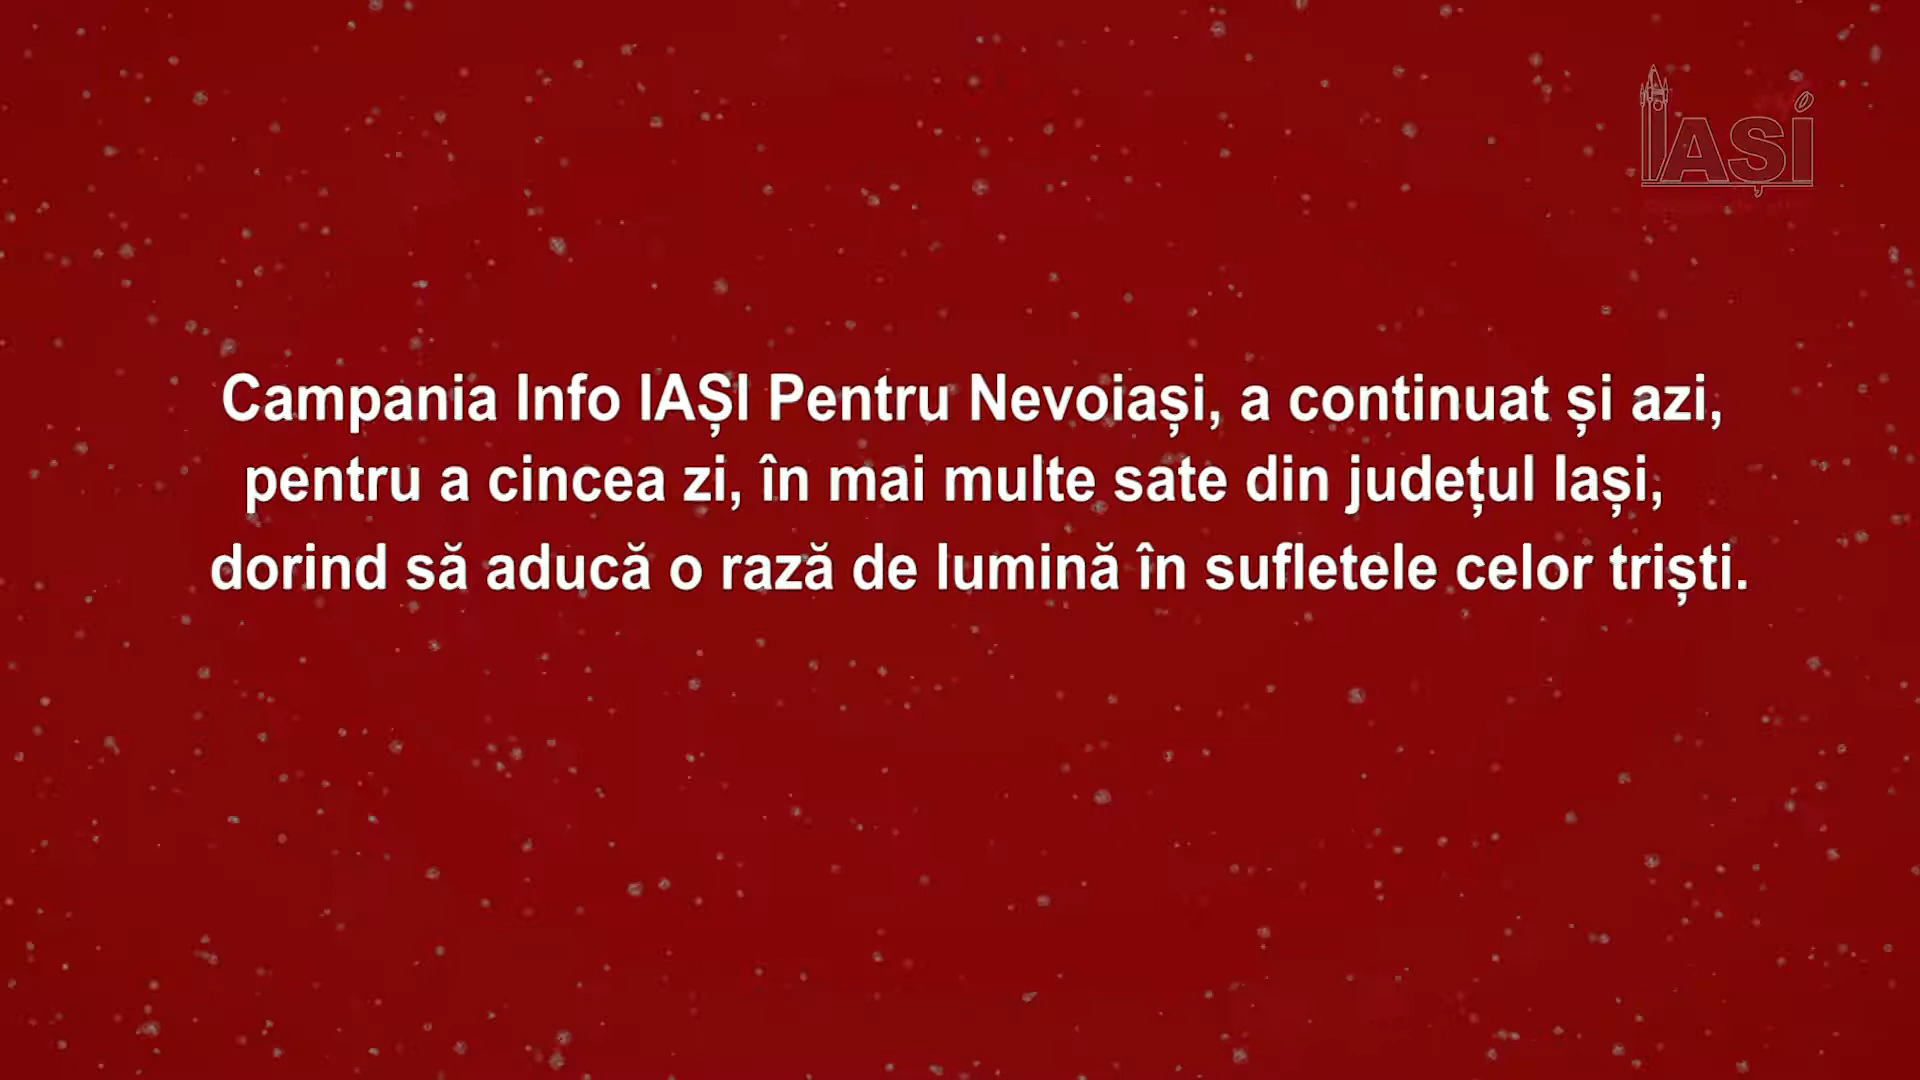 IAȘI
Campania Info IAȘI Pentru Nevoiași, a continuat și azi,
pentru a cincea zi, în mai multe sate din județul Iași,
dorind să aducă o rază de lumină în sufletele celor triști.